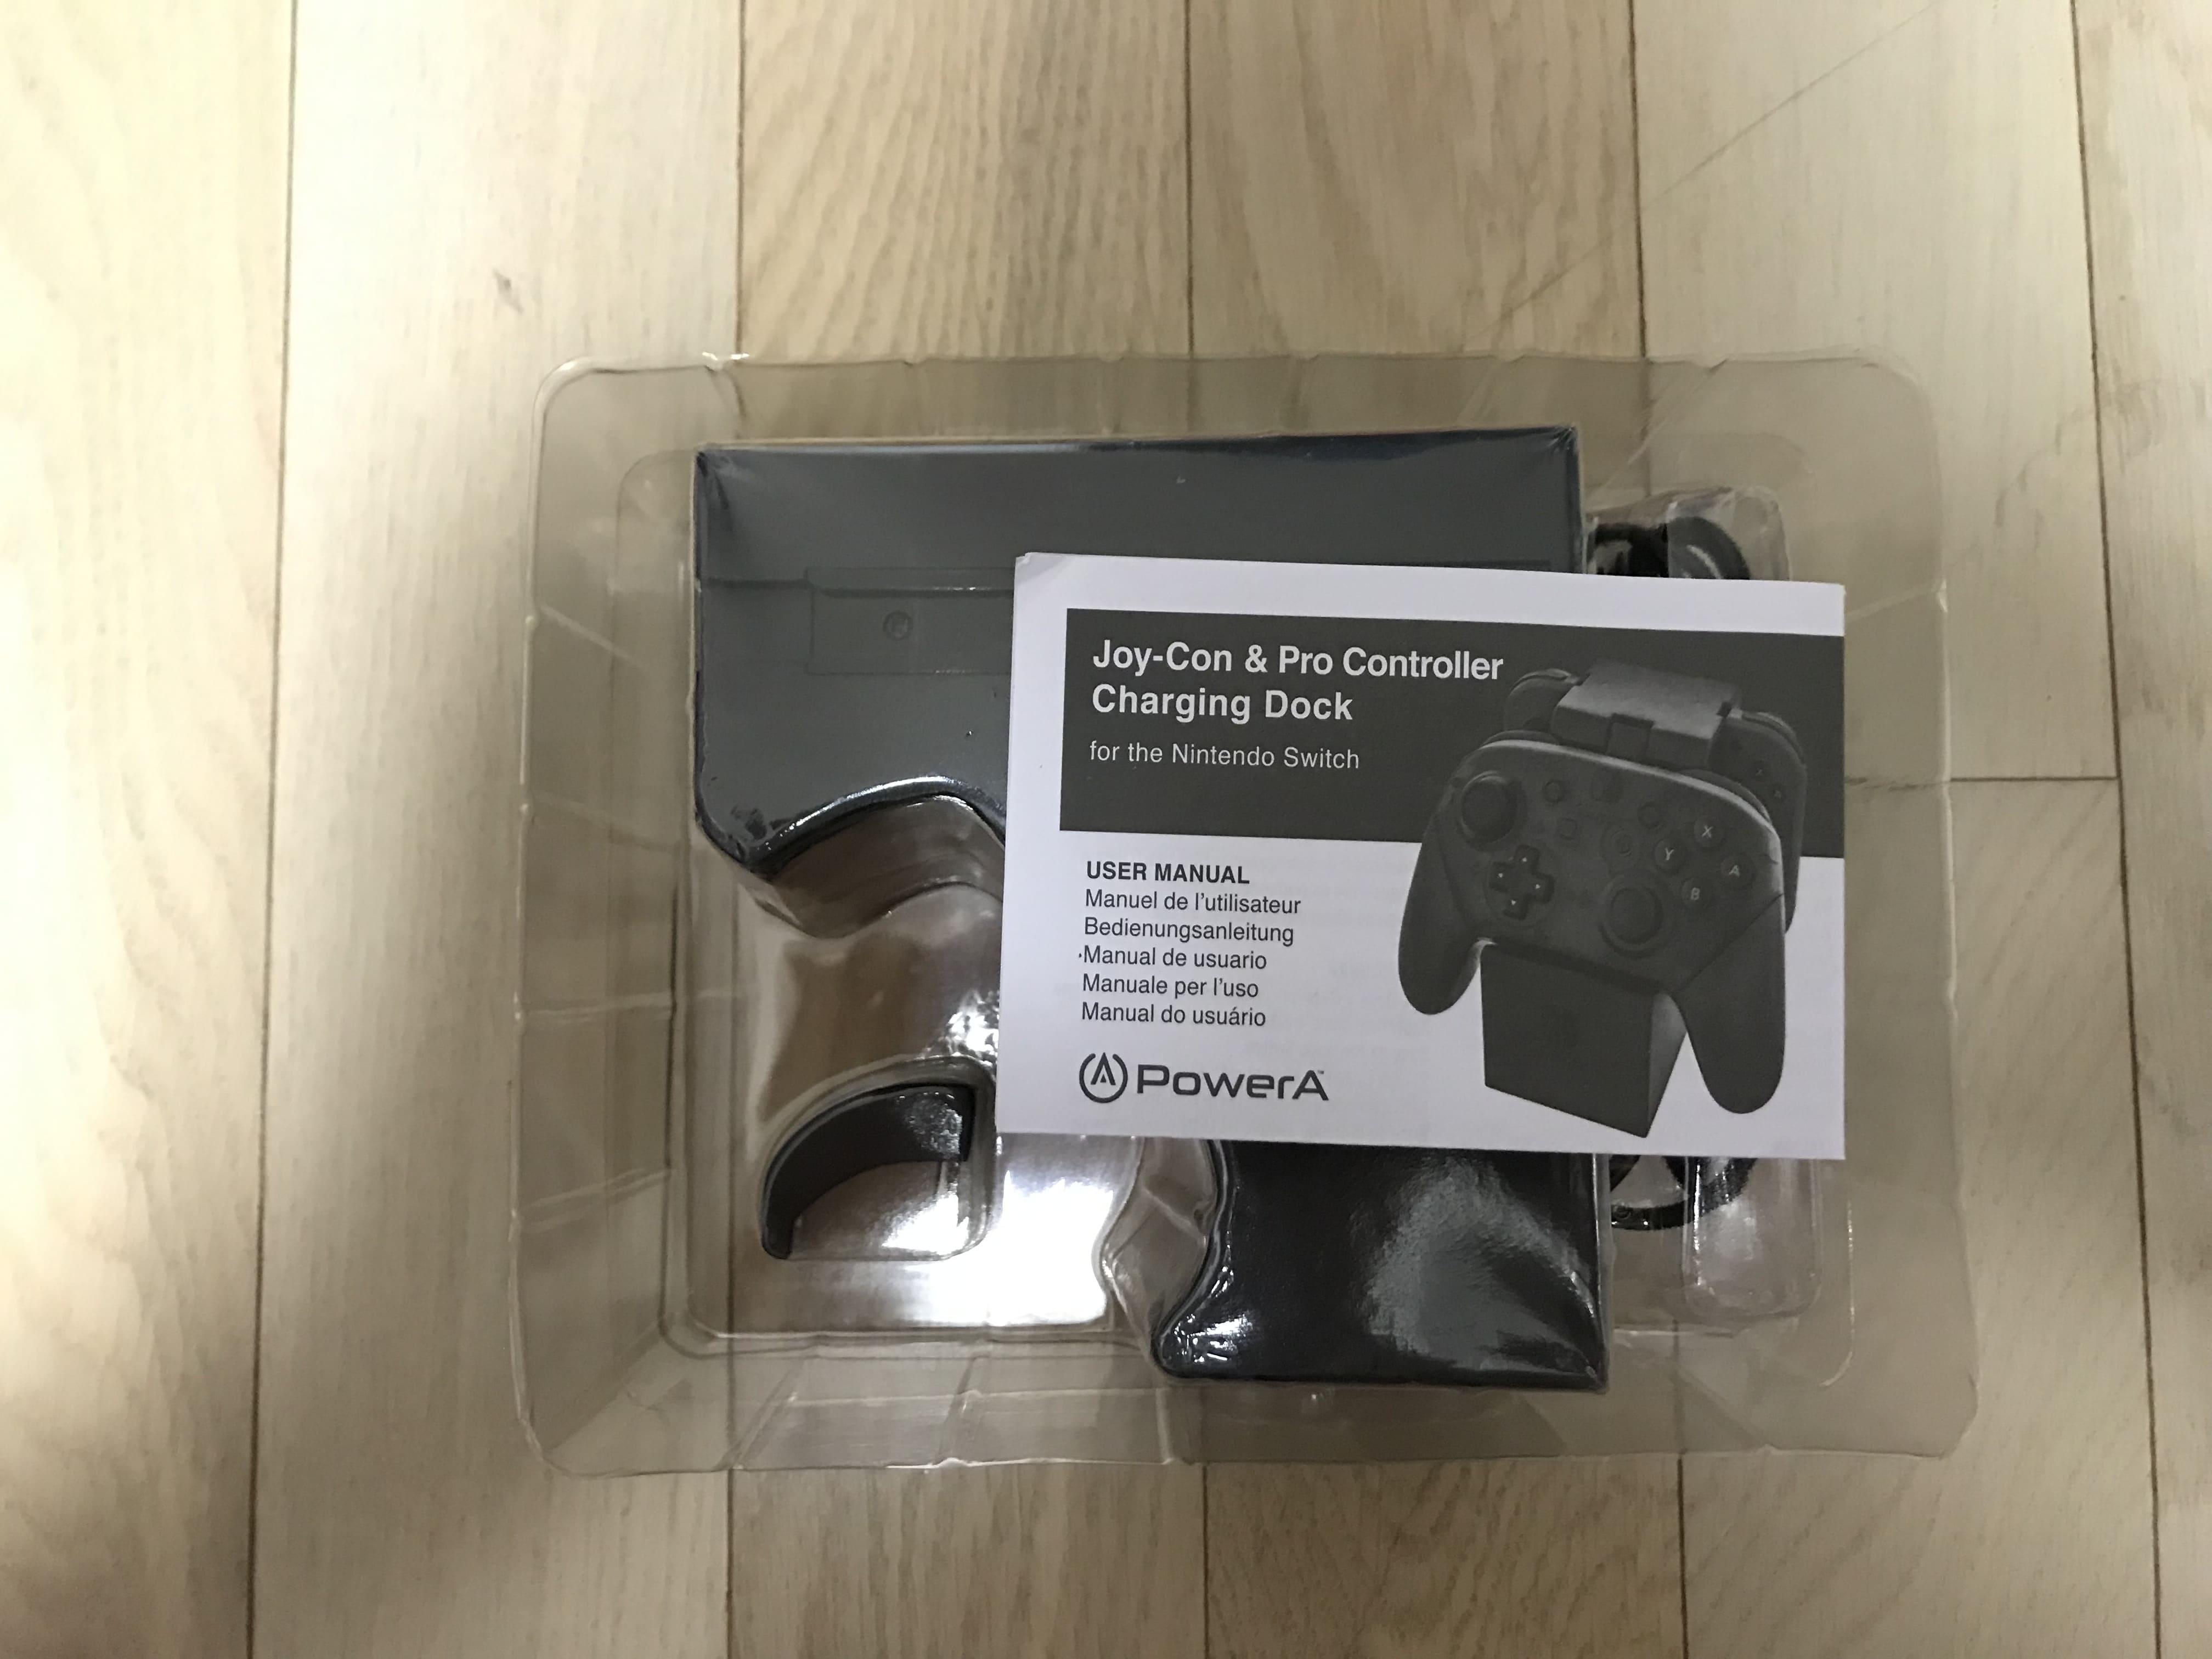 Joy-Con & Pro Controller
Charging Dock
for the Nintendo Switch
USER MANUAL
Manuel de l'utilisateur
Bedienungsanleitung
Manual de usuario
Manuale per l'uso
Manual do usuário
PowerA™
X
Y
A
B